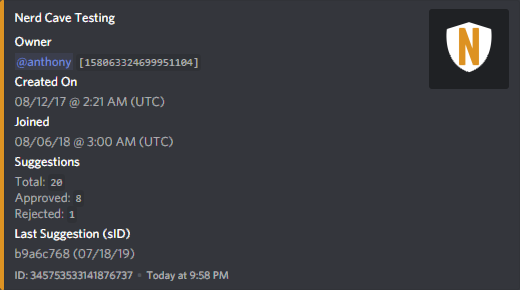 Nerd Cave Testing
Owner
@anthony [158063324699951104]
Created On
08/12/17 @ 2:21 AM (UTC)
Joined
08/06/18 @ 3:00 AM (UTC)
Suggestions
Total: 20
Approved: 8
Rejected: 1
Last Suggestion (sID)
b9a6c768 (07/18/19)
ID: 345753533141876737 • Today at 9:58 PM
N